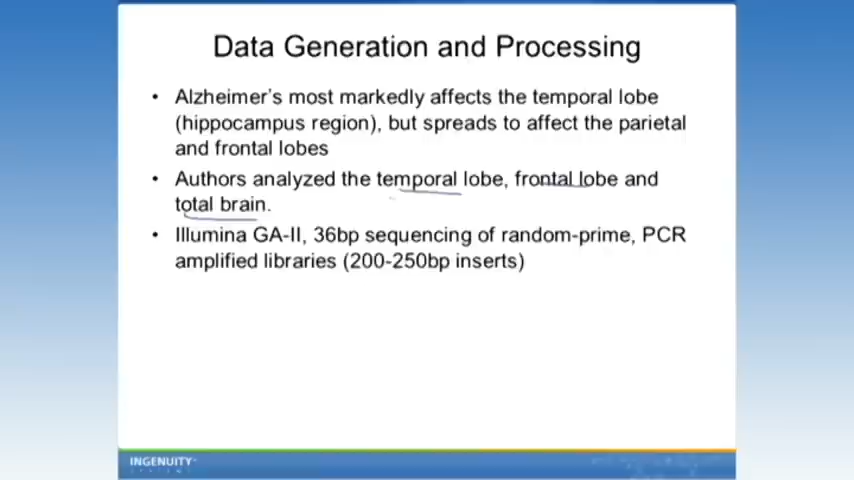 Data Generation and Processing
• Alzheimer's most markedly affects the temporal lobe
(hippocampus region), but spreads to affect the parietal
and frontal lobes
• Authors analyzed the temporal lobe, frontal lobe and
total brain.
• Illumina GA-II, 36bp sequencing of random-prime, PCR
amplified libraries (200-250bp inserts)
INGENUITY
SYSTEMS